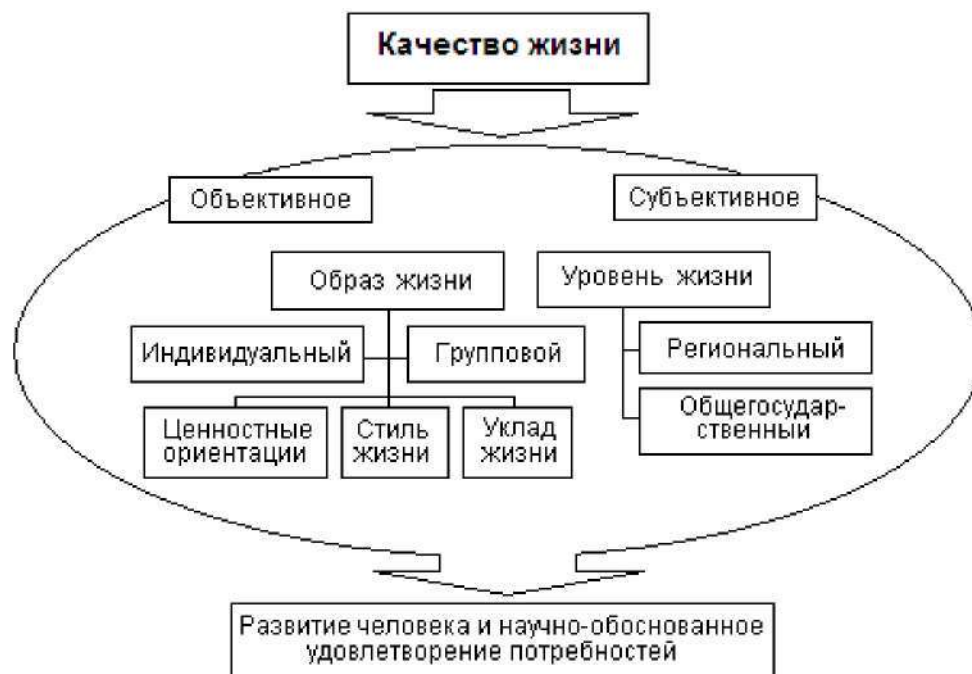 Качество жизни
Объективное
Субъективное
Образ жизни
Уровень жизни
Индивидуальный
Групповой
Региональный
Ценностные
ориентации
Стиль
жизни
Уклад
жизни
Общегосудар-
ственный
Развитие человека и научно-обоснованное
удовлетворение потребностей